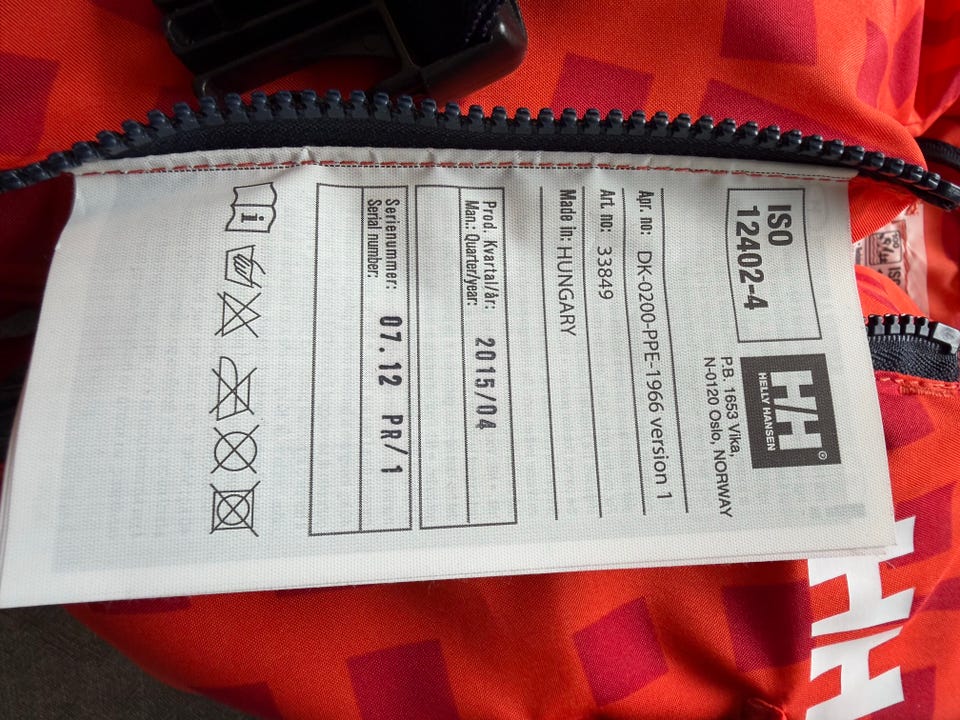 ISO
12402-4
H/H®
HELLY HANSEN
P.B. 1653 Vika,
N-0120 Oslo, NORWAY
Apr. no: DK-0200-PPE-1966 version 1
Art. no: 33849
Made in: HUNGARY
Prod. Kvartal/år:
Man.: Quarter/year: 2015/04
Serienummer:
Serial number: 07.12 PR/1
i
HH
ISO